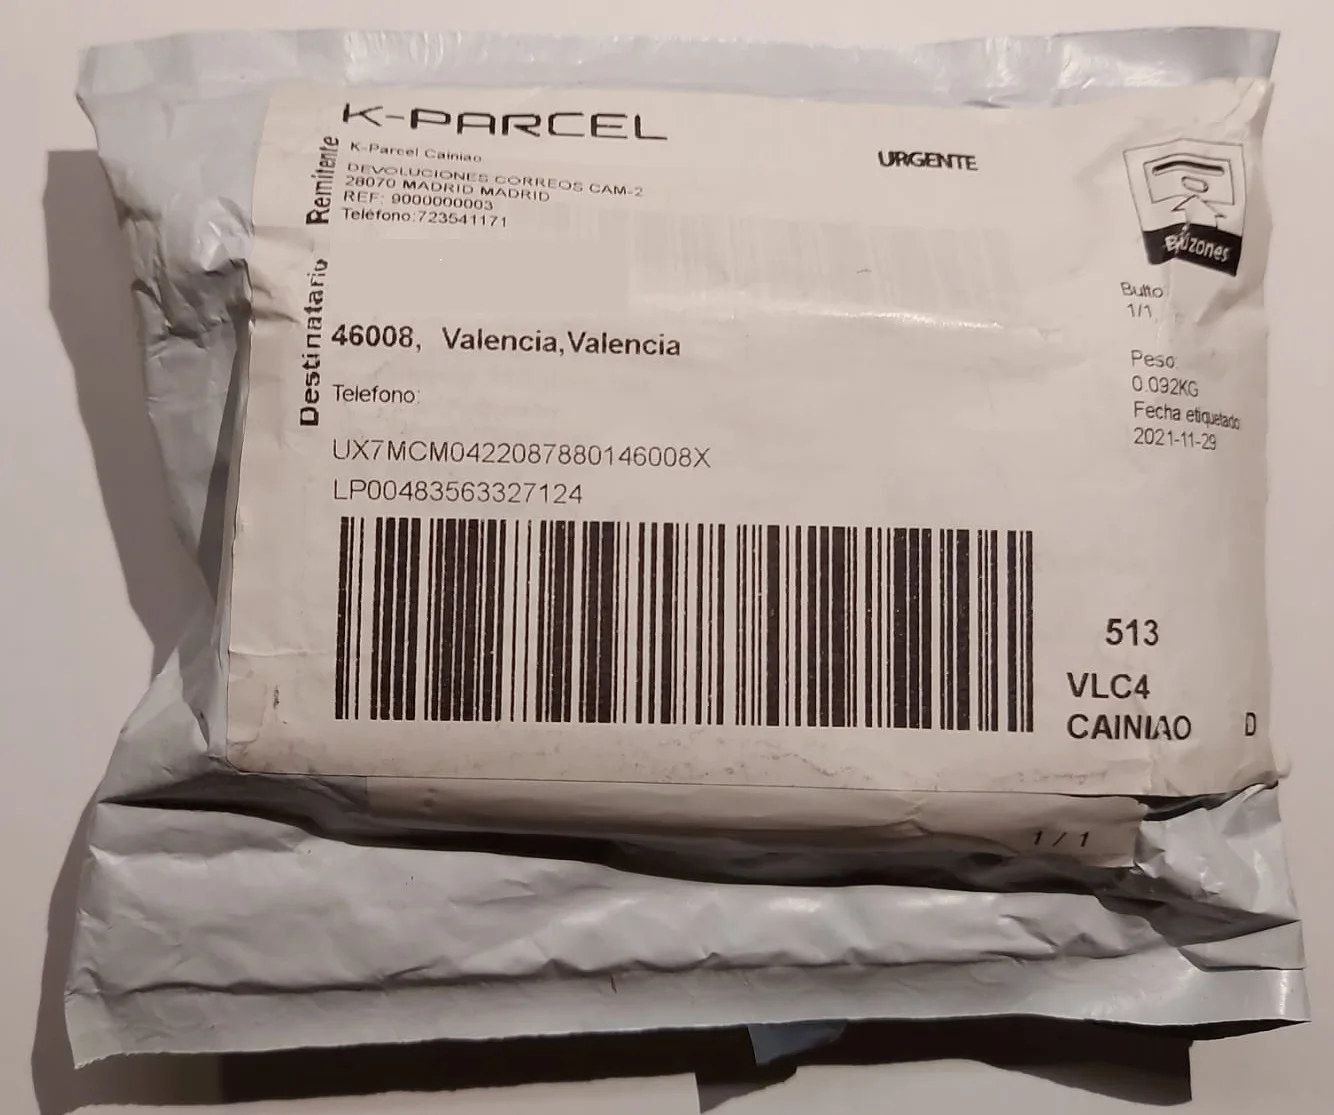 K-PARCEL
Remitente
K-Parcel Cainiao
DEVOLUCIONES CORREOS CAM-2
28070 MADRID MADRID
REF: 9000000003
Teléfono:723541171
URGENTE
OK
Buzones
Bulto
1/1
Destinatario
46008, Valencia,Valencia
Telefono:
Peso:
0.092KG
Fecha etiquetado
2021-11-29
UX7MCM0422087880146008X
LP00483563327124
513
VLC4
CAINIAO
D
1 / 1